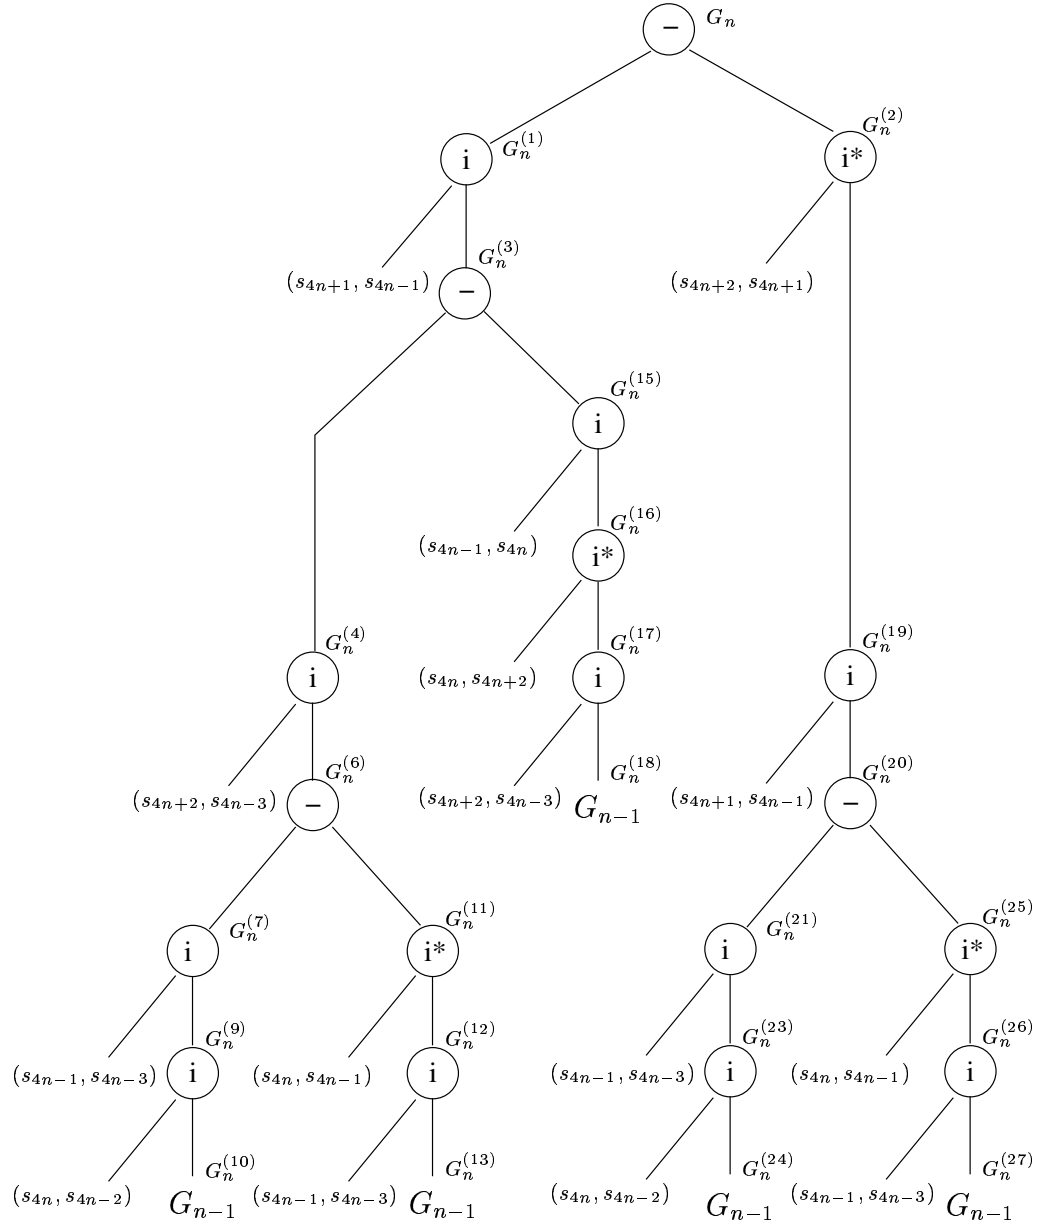 − G_n
i G_n^{(1)} i* G_n^{(2)}
(s_{4n+1}, s_{4n−1}) − G_n^{(3)} (s_{4n+2}, s_{4n+1})
i G_n^{(15)}
(s_{4n−1}, s_{4n}) i* G_n^{(16)}
i G_n^{(4)} (s_{4n}, s_{4n+2}) i G_n^{(17)} i G_n^{(19)}
(s_{4n+2}, s_{4n−3}) − G_n^{(6)} (s_{4n+2}, s_{4n−3}) G_n^{(18)} (s_{4n+1}, s_{4n−1}) − G_n^{(20)}
G_{n−1}
i G_n^{(7)} i* G_n^{(11)} i G_n^{(21)} i* G_n^{(25)}
(s_{4n−1}, s_{4n−3}) i G_n^{(9)} (s_{4n}, s_{4n−1}) i G_n^{(12)} (s_{4n−1}, s_{4n−3}) i G_n^{(23)} (s_{4n}, s_{4n−1}) i G_n^{(26)}
(s_{4n}, s_{4n−2}) G_n^{(10)} (s_{4n−1}, s_{4n−3}) G_n^{(13)} (s_{4n}, s_{4n−2}) G_n^{(24)} (s_{4n−1}, s_{4n−3}) G_n^{(27)}
G_{n−1} G_{n−1} G_{n−1} G_{n−1}